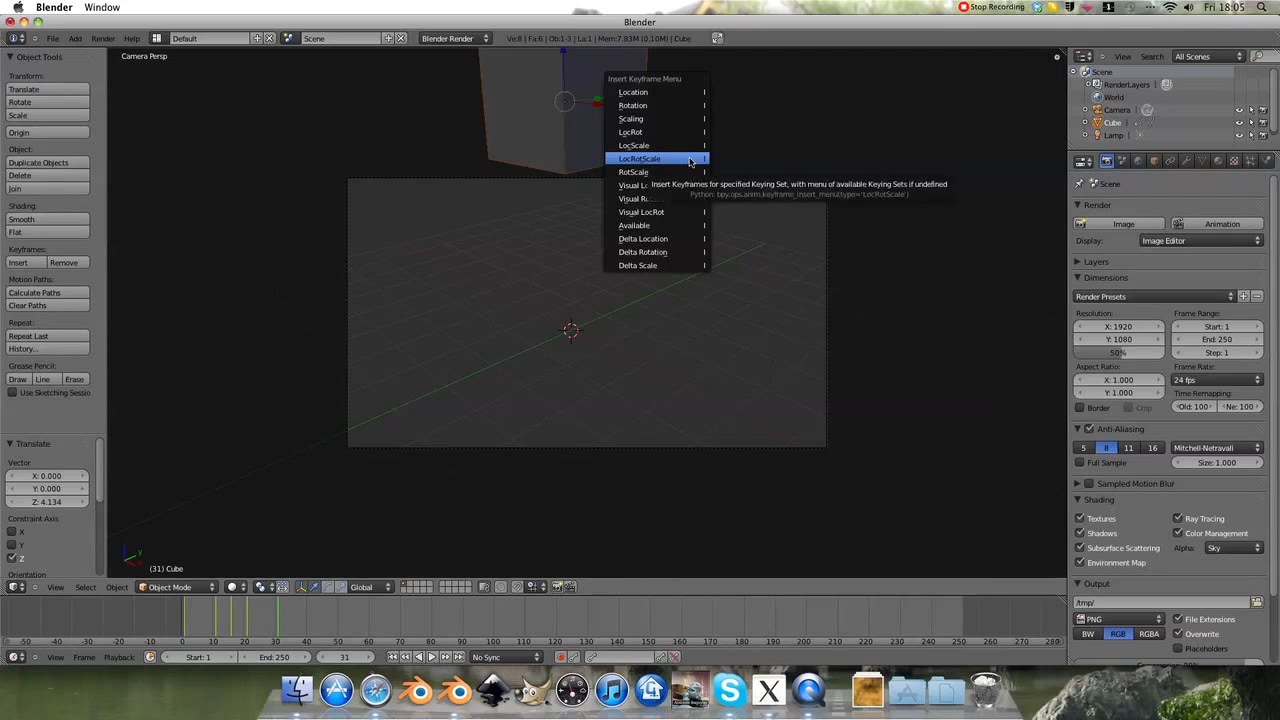 Blender Window
Stop Recording 1 Fri 18:05
Blender
File Add Render Help Default Scene Blender Render Ve:8 | Fa:6 | Ob:1-3 | La:1 | Mem:7.83M (0.10M) | Cube
Object Tools
Transform:
Translate
Rotate
Scale
Origin
Duplicate Objects
Delete
Join
Shading:
Smooth
Flat
Keyframes:
Insert Remove
Motion Paths:
Calculate Paths
Clear Paths
Repeat:
Repeat Last
History...
Grease Pencil:
Draw Line Erase
Use Sketching Sessio
Translate
Vector:
X: 0.000
Y: 0.000
Z: 4.134
Constraint Axis
X
Y
Z
Orientation
Camera Persp
Insert Keyframe Menu
Location I
Rotation I
Scaling I
LocRot I
LocScale I
LocRotScale I
RotScale I
Visual Lo
Visual Ro
Visual LocRot I
Available I
Delta Location I
Delta Rotation I
Delta Scale I
Insert Keyframes for specified Keying Set, with menu of available Keying Sets if undefined
Python: bpy.ops.anim.keyframe_insert_menu(type='LocRotScale')
(31) Cube
View Select Object Object Mode Global
-50 -40 -30 -20 -10 0 10 20 30 40 50 60 70 80 90 100 110 120 130 140 150 160 170 180 190 200 210 220 230 240 250 260 270 280
View Frame Playback Start: 1 End: 250 31 No Sync
View Search All Scenes
Scene
RenderLayers
World
Camera
Cube
Lamp
Scene
Render
Image Animation
Display: Image Editor
Layers
Dimensions
Render Presets
Resolution: Frame Range:
X: 1920 Start: 1
Y: 1080 End: 250
50% Step: 1
Aspect Ratio: Frame Rate:
X: 1.000 24 fps
Y: 1.000 Time Remapping:
Border Crop Old: 100 Ne: 100
Anti-Aliasing
5 8 11 16 Mitchell-Netravali
Full Sample Size: 1.000
Sampled Motion Blur
Shading
Textures Ray Tracing
Shadows Color Management
Subsurface Scattering Alpha: Sky
Environment Map
Output
/tmp/
PNG File Extensions
BW RGB RGBA Overwrite
Placeholders